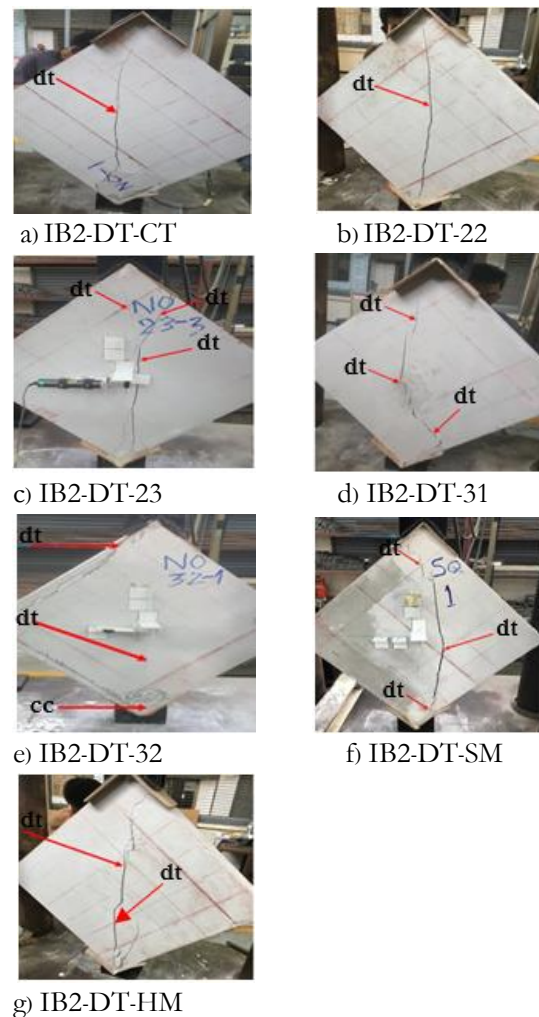 dt
NO-1
a) IB2-DT-CT
dt
b) IB2-DT-22
dt
dt
NO
23-3
dt
c) IB2-DT-23
dt
dt
dt
d) IB2-DT-31
dt
NO
32-1
dt
cc
e) IB2-DT-32
dt
SQ
1
dt
dt
f) IB2-DT-SM
dt
dt
g) IB2-DT-HM